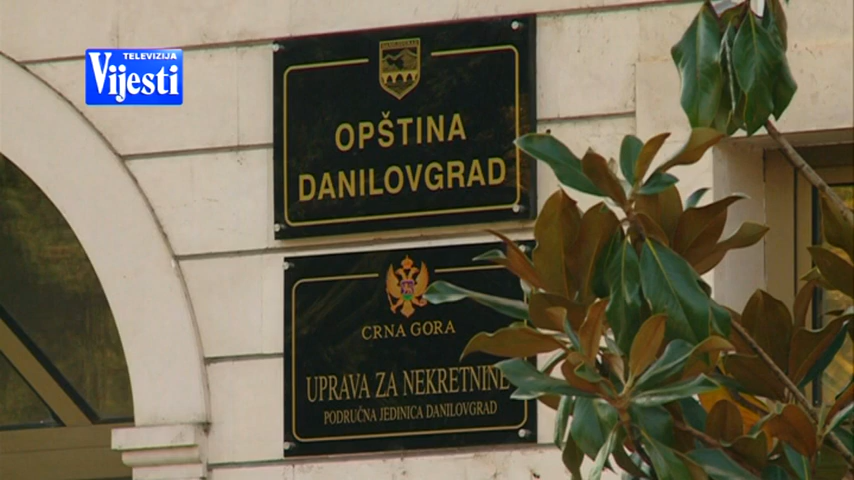 TELEVIZIJA
Vijesti
OPŠTINA
DANILOVGRAD
CRNA GORA
UPRAVA ZA NEKRETNINE
PODRUČNA JEDINICA DANILOVGRAD